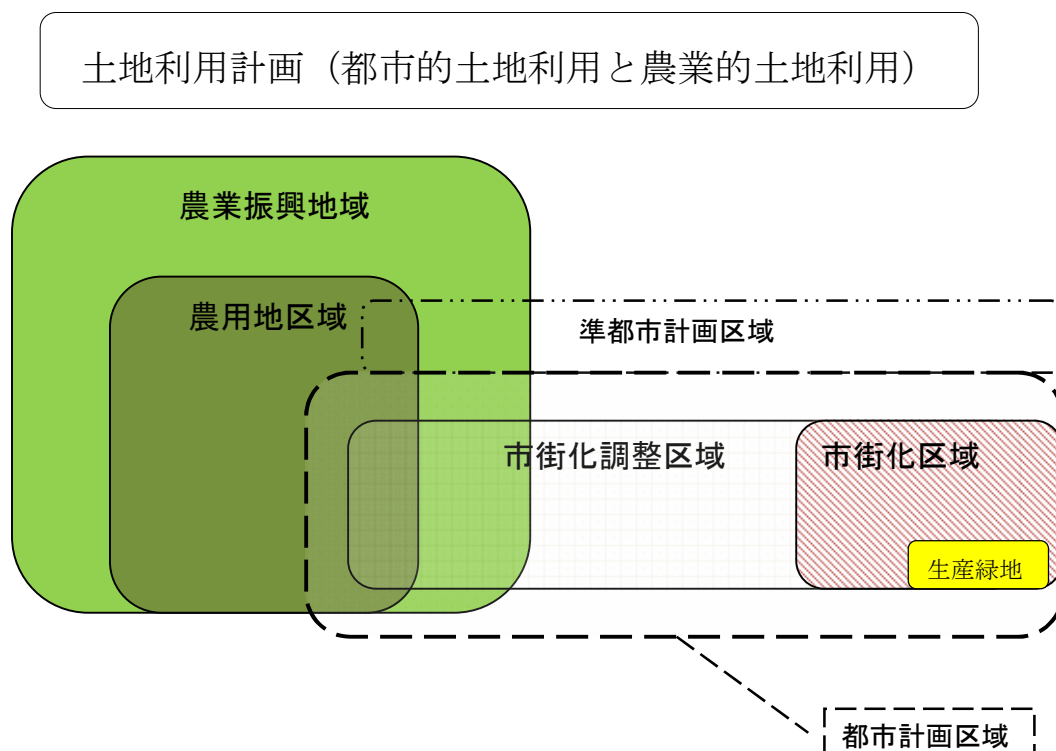 土地利用計画（都市的土地利用と農業的土地利用）
農業振興地域
農用地区域
準都市計画区域
市街化調整区域
市街化区域
生産緑地
都市計画区域